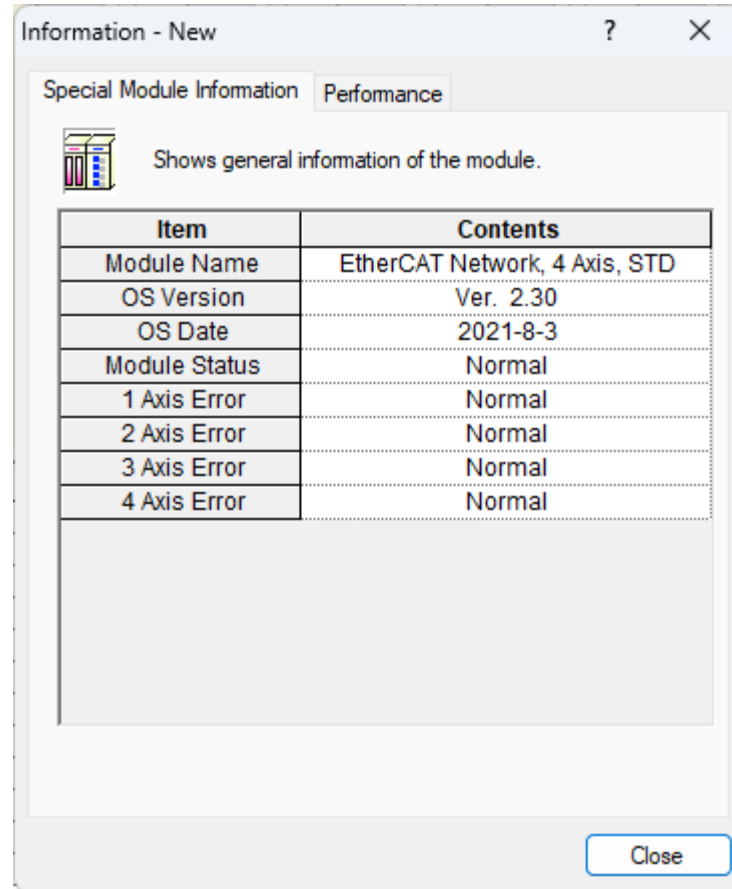 Information - New
Special Module Information Performance
Shows general information of the module.
Item Contents
Module Name EtherCAT Network, 4 Axis, STD
OS Version Ver. 2.30
OS Date 2021-8-3
Module Status Normal
1 Axis Error Normal
2 Axis Error Normal
3 Axis Error Normal
4 Axis Error Normal
Close